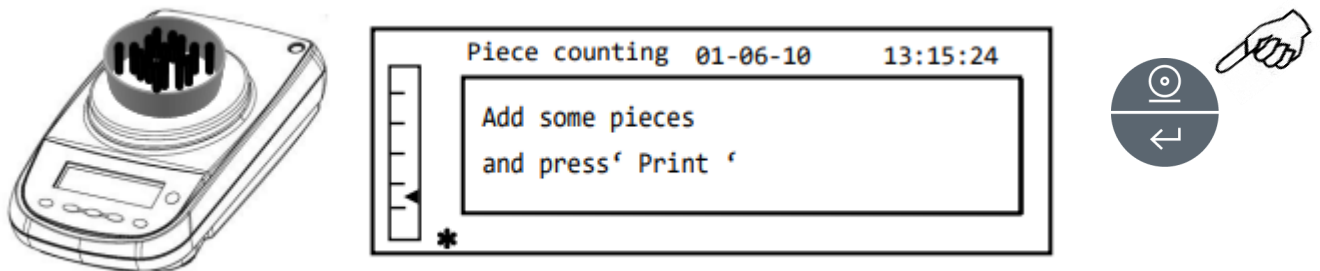 Piece counting 01-06-10 13:15:24
Add some pieces
and press‘ Print ‘
*